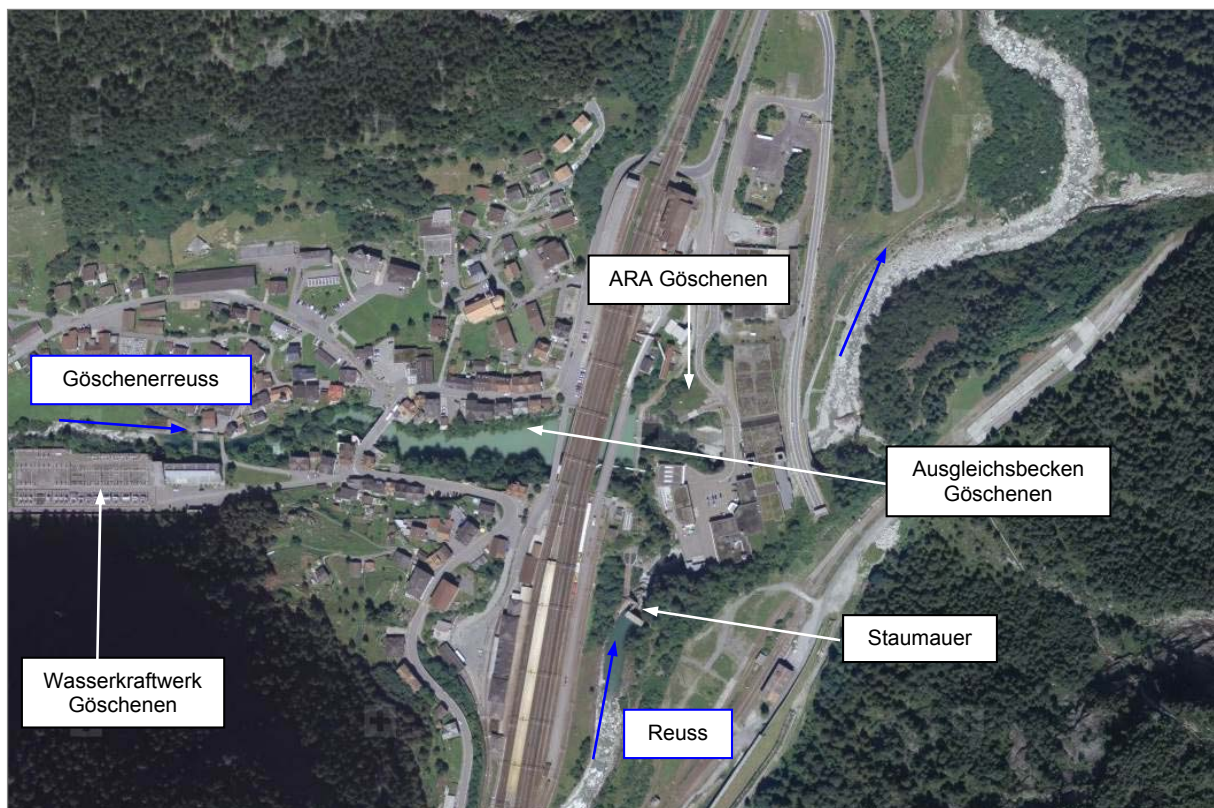 ARA Göschenen
Göschenerreuss
Ausgleichsbecken
Göschenen
Staumauer
Wasserkraftwerk
Göschenen
Reuss